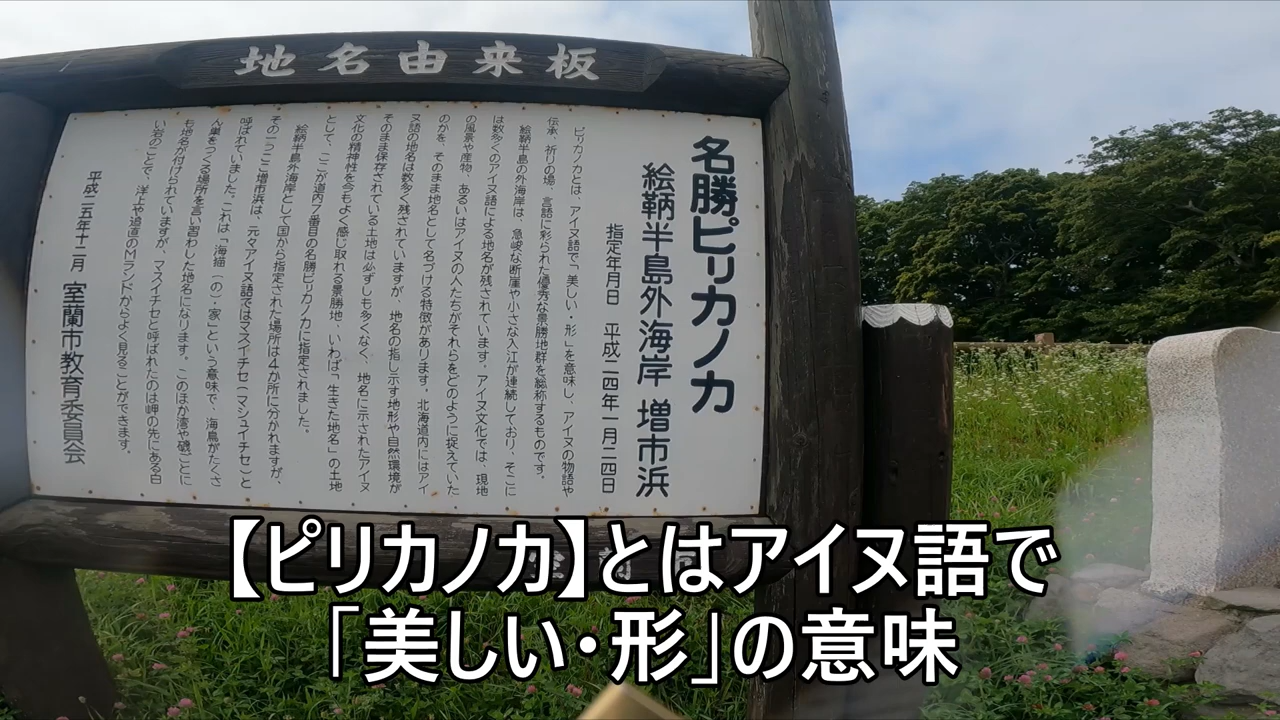 地名由来板
名勝ピリカノカ
絵鞆半島外海岸 増市浜
指定年月日 平成二四年一月二四日
ピリカノカとは、アイヌ語で「美しい・形」を意味し、アイヌの物語や
伝承、祈りの場、言語に彩られた優秀な景勝地群を総称するものです。
絵鞆半島の外海岸は、急峻な断崖や小さな入江が連続しており、そこに
は数多くのアイヌ語による地名が残されています。アイヌ文化では、現地
の風景や産物、あるいはアイヌの人たちがそれらをどのように捉えていた
のかを、そのまま地名として名づける特徴があります。北海道内にはアイ
ヌ語の地名は数多く残されていますが、地名の指し示す地形や自然環境が
そのまま保存されている土地は必ずしも多くなく、地名に示されたアイヌ
文化の精神性を今もよく感じ取れる景勝地、いわば「生きた地名」の土地
として、ここが道内7番目の名勝ピリカノカに指定されました。
絵鞆半島外海岸として国から指定された場所は4か所に分かれますが、
その一つここ増市浜は、元々アイヌ語ではマスイチセ(マシュイチセ)と
呼ばれていました。これは「海猫(の)・家」という意味で、海鳥がたくさ
ん巣をつくる場所を言い習わした地名になります。このほか湾や磯ごとに
も地名が付けられていますが、マスイチセと呼ばれたのは岬の先にある白
い岩のことで、洋上や追直のMランドからよく見ることができます。
平成二五年十二月 室蘭市教育委員会
【ピリカノカ】とはアイヌ語で
「美しい・形」の意味